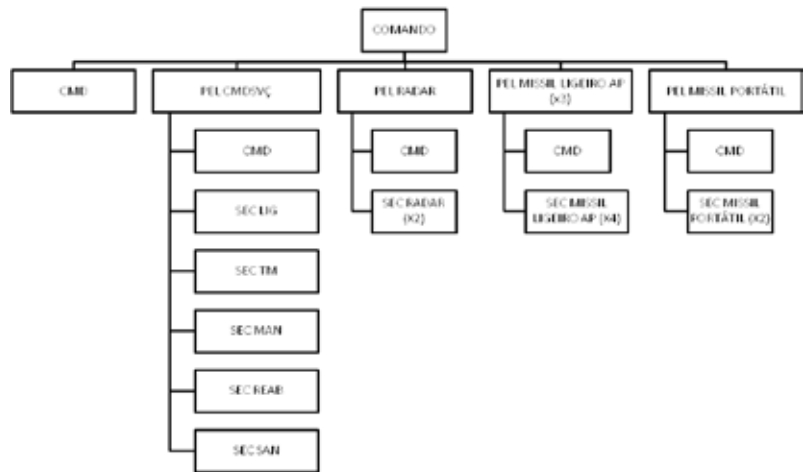 COMANDO
CMD
PEL CMDSVÇ
PEL RADAR
PEL MISSIL LIGEIRO AP
(x3)
PEL MISSIL PORTÁTIL
CMD
SEC LIG
SEC TM
SEC MAN
SEC REAB
SEC SAN
CMD
SEC RADAR
(X2)
CMD
SEC MISSIL
LIGEIRO AP (X4)
CMD
SEC MISSIL
PORTÁTIL (X2)